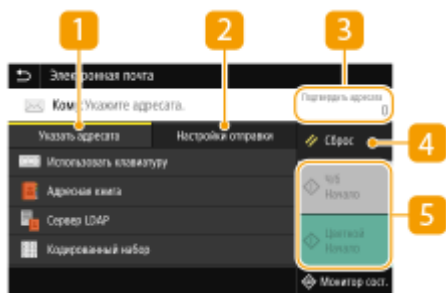 1
2
3
Электронная почта
Кому: Укажите адресата.
Подтвердить адресата
0
Указать адресата
Настройки отправки
Сброс
4
Использовать клавиатуру
Адресная книга
Сервер LDAP
Кодированный набор
Ч/б
Начало
Цветной
Начало
5
Монитор сост.